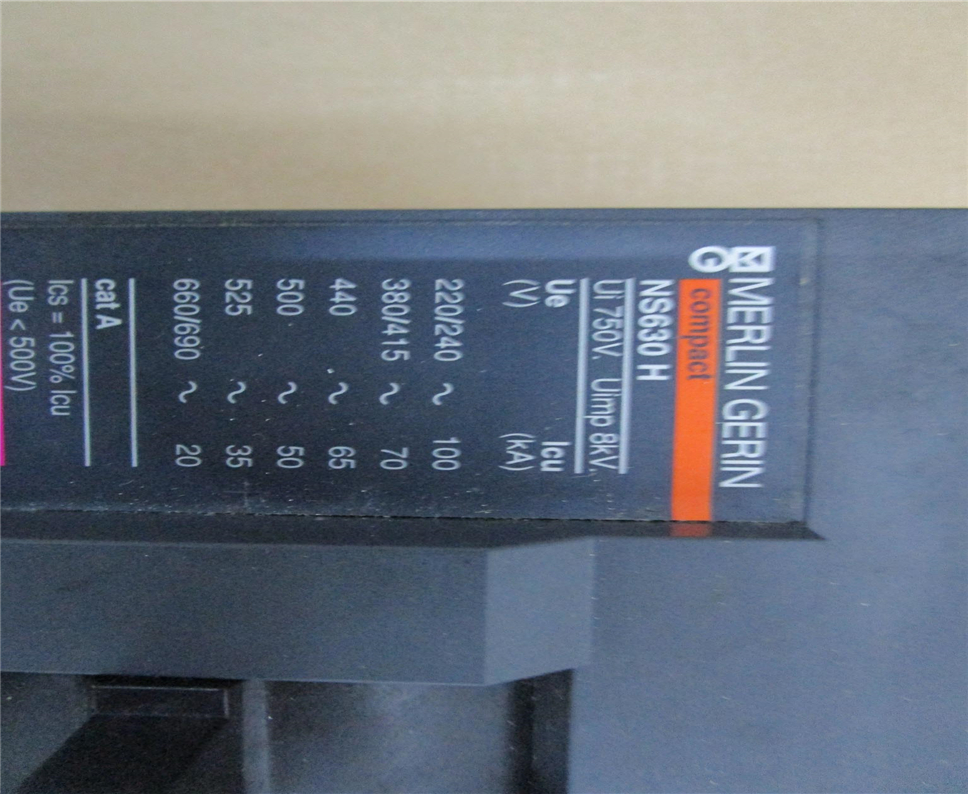 MG MERLIN GERIN
compact
NS630 H
Ui 750V. Uimp 8kV.
Ue Icu
(V) (kA)
220/240 ~ 100
380/415 ~ 70
440 ~ 65
500 ~ 50
525 ~ 35
660/690 ~ 20
cat A
Ics = 100% Icu
(Ue < 500V)